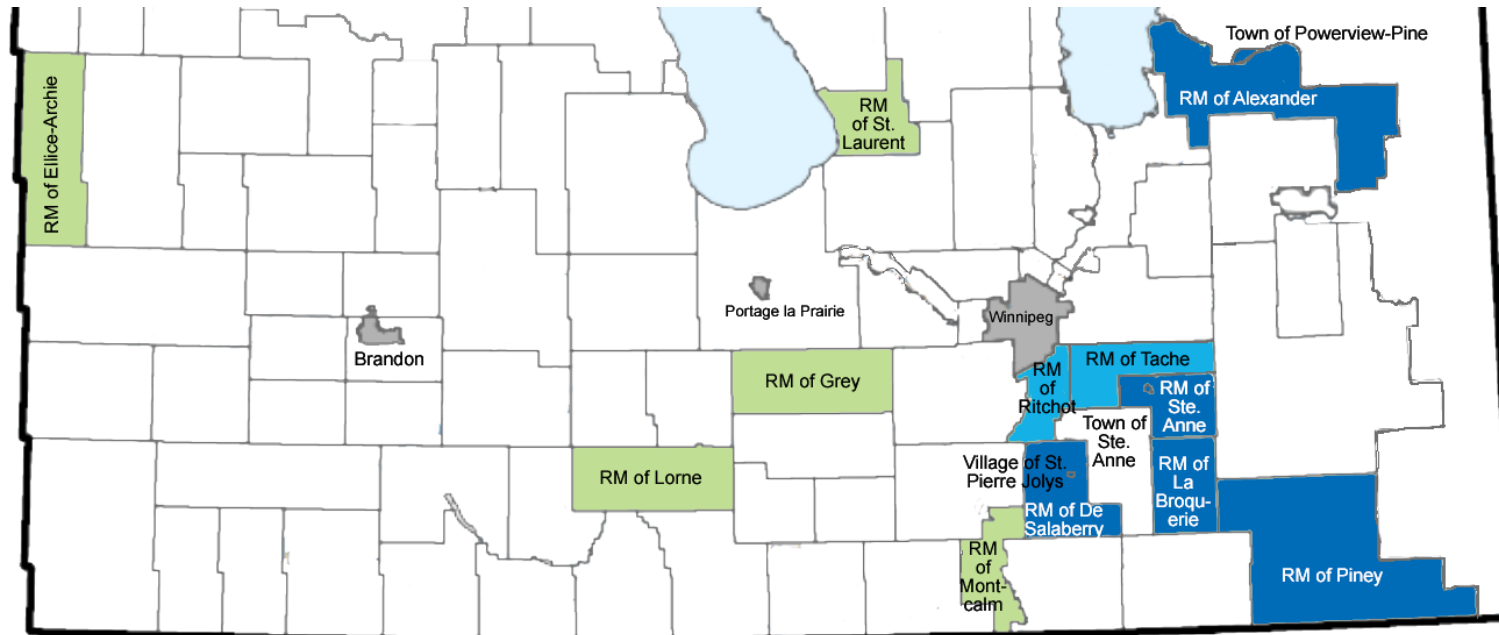 Town of Powerview-Pine
RM of Alexander
RM of Ellice-Archie
RM
of St.
Laurent
Portage la Prairie
Winnipeg
Brandon
RM of Grey
RM
of
Ritchot
RM of Tache
RM of
Ste.
Anne
Town of
Ste.
Anne
RM of Lorne
Village of St.
Pierre Jolys
RM of De
Salaberry
RM of
La
Broqu-
erie
RM
of
Mont-
calm
RM of Piney